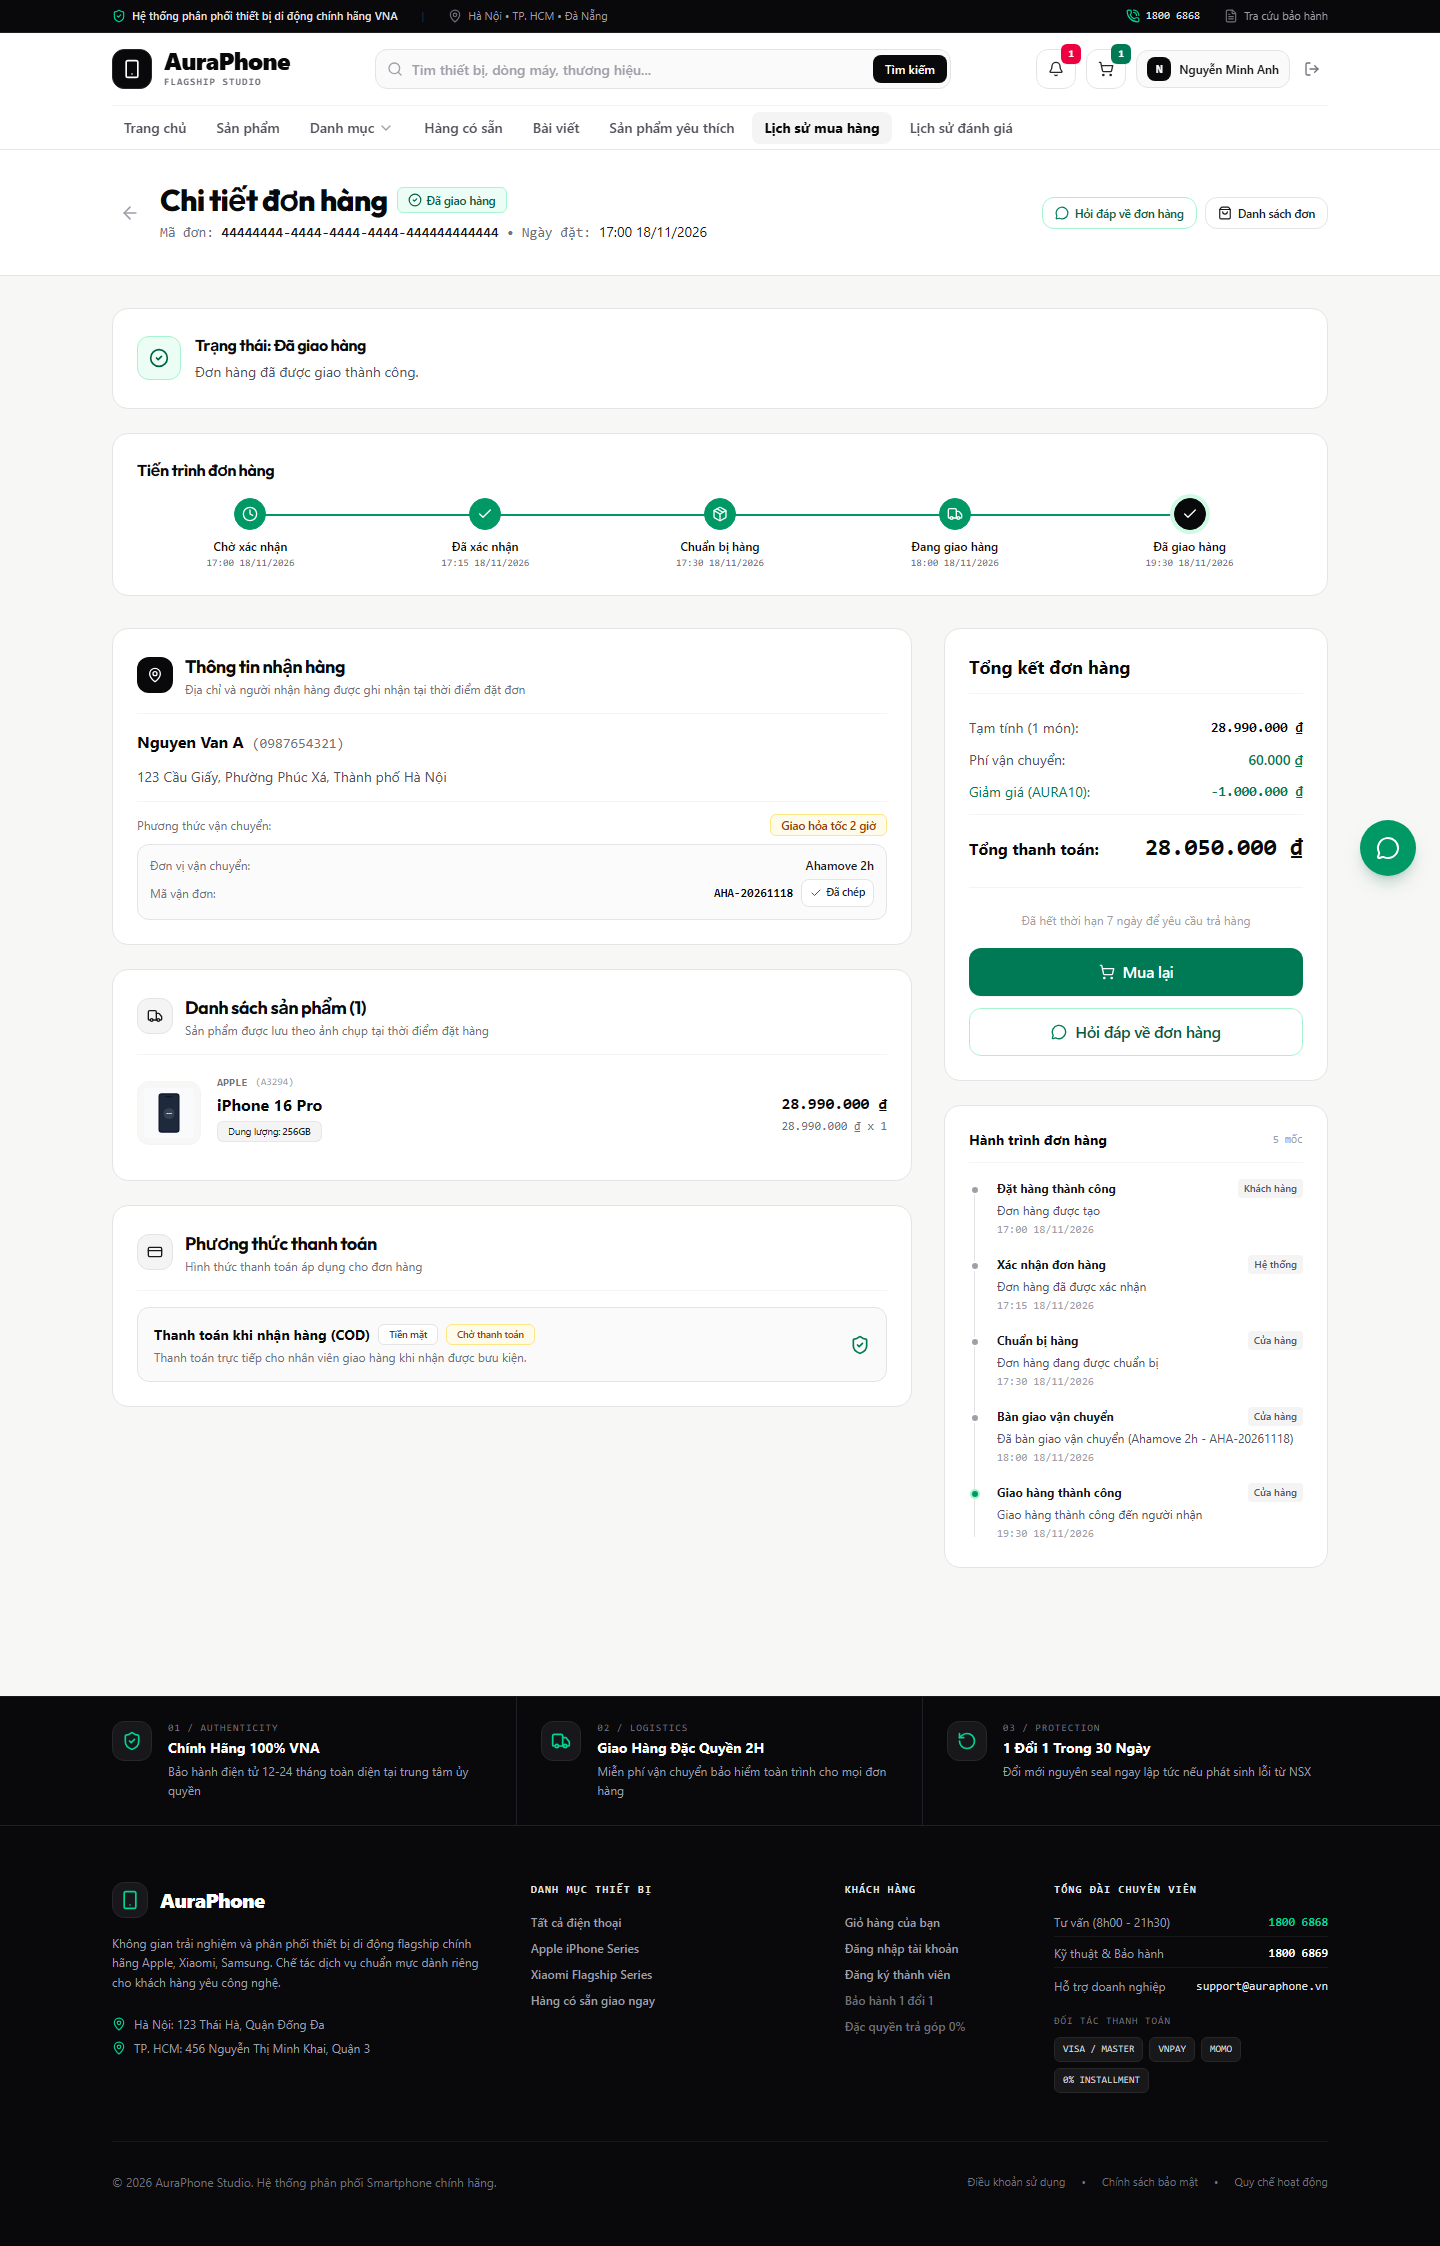 Hệ thống phân phối thiết bị di động chính hãng VNA
Hà Nội • TP. HCM • Đà Nẵng
1800 6868
Tra cứu bảo hành
AuraPhone
FLAGSHIP STUDIO
Tìm thiết bị, dòng máy, thương hiệu...
Tìm kiếm
1
1
N
Nguyễn Minh Anh
Trang chủ
Sản phẩm
Danh mục
Hàng có sẵn
Bài viết
Sản phẩm yêu thích
Lịch sử mua hàng
Lịch sử đánh giá
Chi tiết đơn hàng
Đã giao hàng
Mã đơn: 44444444-4444-4444-4444-444444444444 • Ngày đặt: 17:00 18/11/2026
Hỏi đáp về đơn hàng
Danh sách đơn
Trạng thái: Đã giao hàng
Đơn hàng đã được giao thành công.
Tiến trình đơn hàng
Chờ xác nhận
17:00 18/11/2026
Đã xác nhận
17:15 18/11/2026
Chuẩn bị hàng
17:30 18/11/2026
Đang giao hàng
18:00 18/11/2026
Đã giao hàng
19:30 18/11/2026
Thông tin nhận hàng
Địa chỉ và người nhận hàng được ghi nhận tại thời điểm đặt đơn
Nguyen Van A (0987654321)
123 Cầu Giấy, Phường Phúc Xá, Thành phố Hà Nội
Phương thức vận chuyển:
Giao hỏa tốc 2 giờ
Đơn vị vận chuyển:
Ahamove 2h
Mã vận đơn:
AHA-20261118
Đã chép
Danh sách sản phẩm (1)
Sản phẩm được lưu theo ảnh chụp tại thời điểm đặt hàng
APPLE (A3294)
iPhone 16 Pro
Dung lượng: 256GB
28.990.000 ₫
28.990.000 ₫ x 1
Phương thức thanh toán
Hình thức thanh toán áp dụng cho đơn hàng
Thanh toán khi nhận hàng (COD)
Tiền mặt
Chờ thanh toán
Thanh toán trực tiếp cho nhân viên giao hàng khi nhận được bưu kiện.
Tổng kết đơn hàng
Tạm tính (1 món):
28.990.000 ₫
Phí vận chuyển:
60.000 ₫
Giảm giá (AURA10):
-1.000.000 ₫
Tổng thanh toán:
28.050.000 ₫
Đã hết thời hạn 7 ngày để yêu cầu trả hàng
Mua lại
Hỏi đáp về đơn hàng
Hành trình đơn hàng
5 mốc
Đặt hàng thành công
Khách hàng
Đơn hàng được tạo
17:00 18/11/2026
Xác nhận đơn hàng
Hệ thống
Đơn hàng đã được xác nhận
17:15 18/11/2026
Chuẩn bị hàng
Cửa hàng
Đơn hàng đang được chuẩn bị
17:30 18/11/2026
Bàn giao vận chuyển
Cửa hàng
Đã bàn giao vận chuyển (Ahamove 2h - AHA-20261118)
18:00 18/11/2026
Giao hàng thành công
Cửa hàng
Giao hàng thành công đến người nhận
19:30 18/11/2026
01 / AUTHENTICITY
Chính Hãng 100% VNA
Bảo hành điện tử 12-24 tháng toàn diện tại trung tâm ủy
quyền
02 / LOGISTICS
Giao Hàng Đặc Quyền 2H
Miễn phí vận chuyển bảo hiểm toàn trình cho mọi đơn
hàng
03 / PROTECTION
1 Đổi 1 Trong 30 Ngày
Đổi mới nguyên seal ngay lập tức nếu phát sinh lỗi từ NSX
AuraPhone
Không gian trải nghiệm và phân phối thiết bị di động flagship chính
hãng Apple, Xiaomi, Samsung. Chế tác dịch vụ chuẩn mực dành riêng
cho khách hàng yêu công nghệ.
Hà Nội: 123 Thái Hà, Quận Đống Đa
TP. HCM: 456 Nguyễn Thị Minh Khai, Quận 3
DANH MỤC THIẾT BỊ
Tất cả điện thoại
Apple iPhone Series
Xiaomi Flagship Series
Hàng có sẵn giao ngay
KHÁCH HÀNG
Giỏ hàng của bạn
Đăng nhập tài khoản
Đăng ký thành viên
Bảo hành 1 đổi 1
Đặc quyền trả góp 0%
TỔNG ĐÀI CHUYÊN VIÊN
Tư vấn (8h00 - 21h30)
1800 6868
Kỹ thuật & Bảo hành
1800 6869
Hỗ trợ doanh nghiệp
support@auraphone.vn
ĐỐI TÁC THANH TOÁN
VISA / MASTER
VNPAY
MOMO
0% INSTALLMENT
© 2026 AuraPhone Studio. Hệ thống phân phối Smartphone chính hãng.
Điều khoản sử dụng • Chính sách bảo mật • Quy chế hoạt động